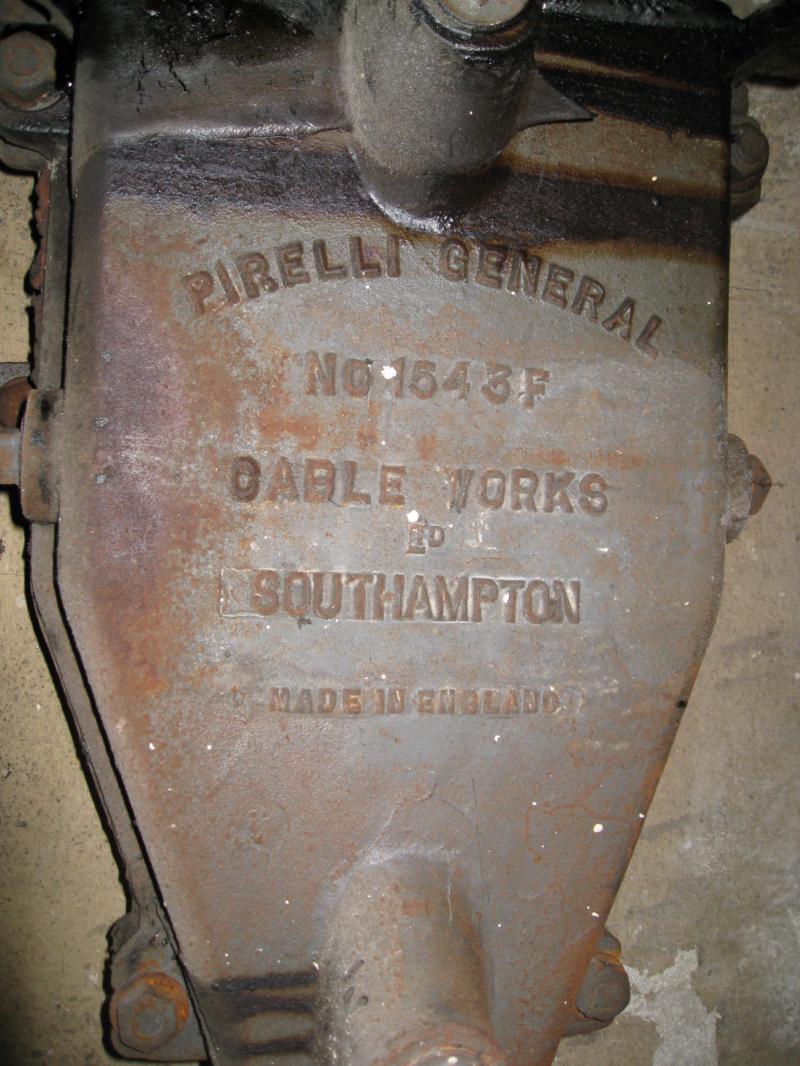 PIRELLI GENERAL
NO 1543F
CABLE WORKS
LD
SOUTHAMPTON
MADE IN ENGLAND